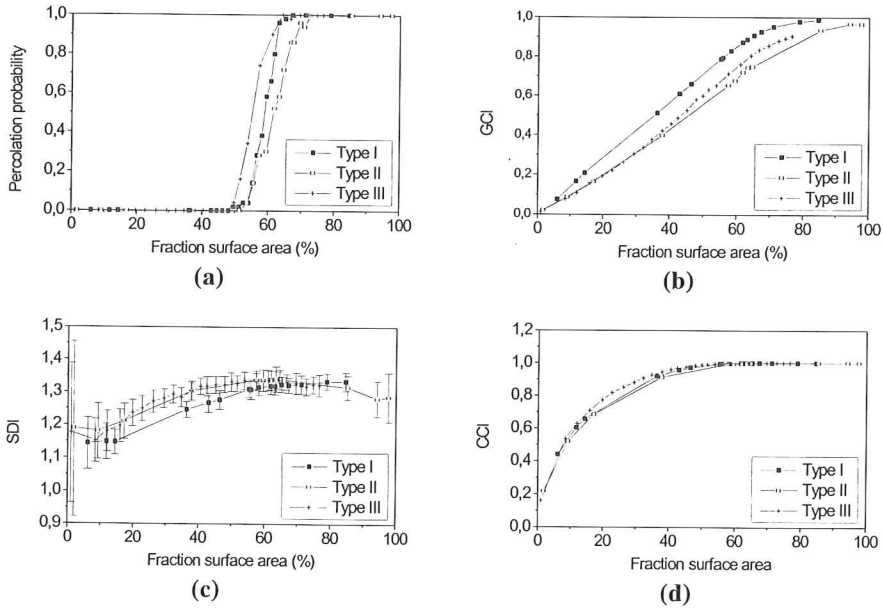 Percolation probability
1,0
0,8
0,6
0,4
0,2
0,0
0 20 40 60 80 100
Type I
Type II
Type III
Fraction surface area (%)
(a)
GCI
1,0
0,8
0,6
0,4
0,2
0,0
0 20 40 60 80 100
Type I
Type II
Type III
Fraction surface area (%)
(b)
SDI
1,5
1,4
1,3
1,2
1,1
1,0
0,9
0 20 40 60 80 100
Type I
Type II
Type III
Fraction surface area (%)
(c)
CCI
1,2
1,0
0,8
0,6
0,4
0,2
0,0
0 20 40 60 80 100
Type I
Type II
Type III
Fraction surface area
(d)